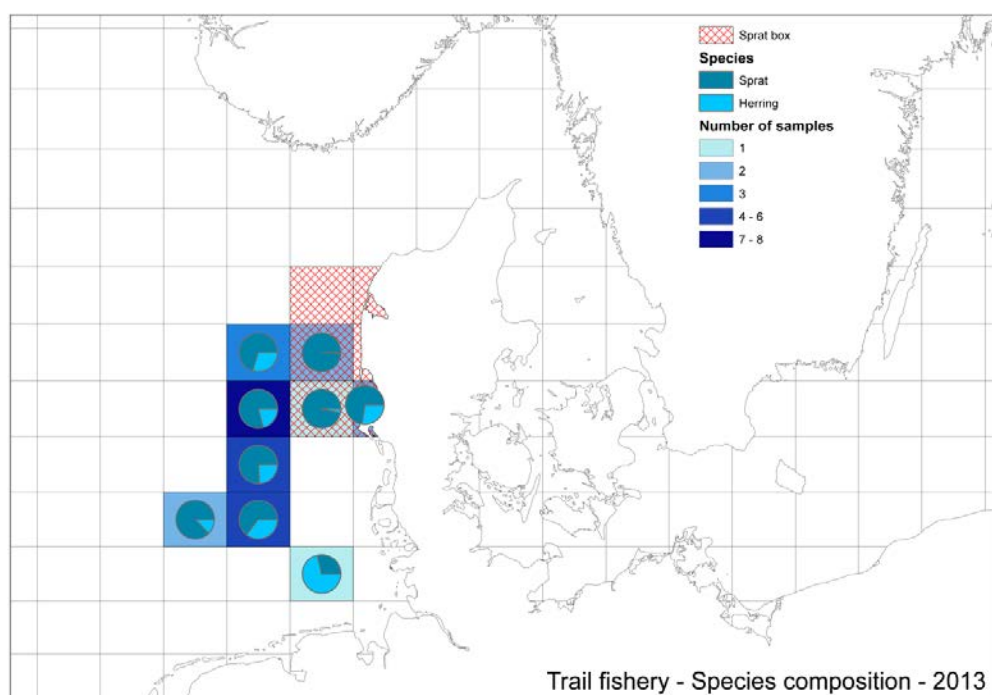 Sprat box
Species
Sprat
Herring
Number of samples
1
2
3
4 - 6
7 - 8
Trail fishery - Species composition - 2013